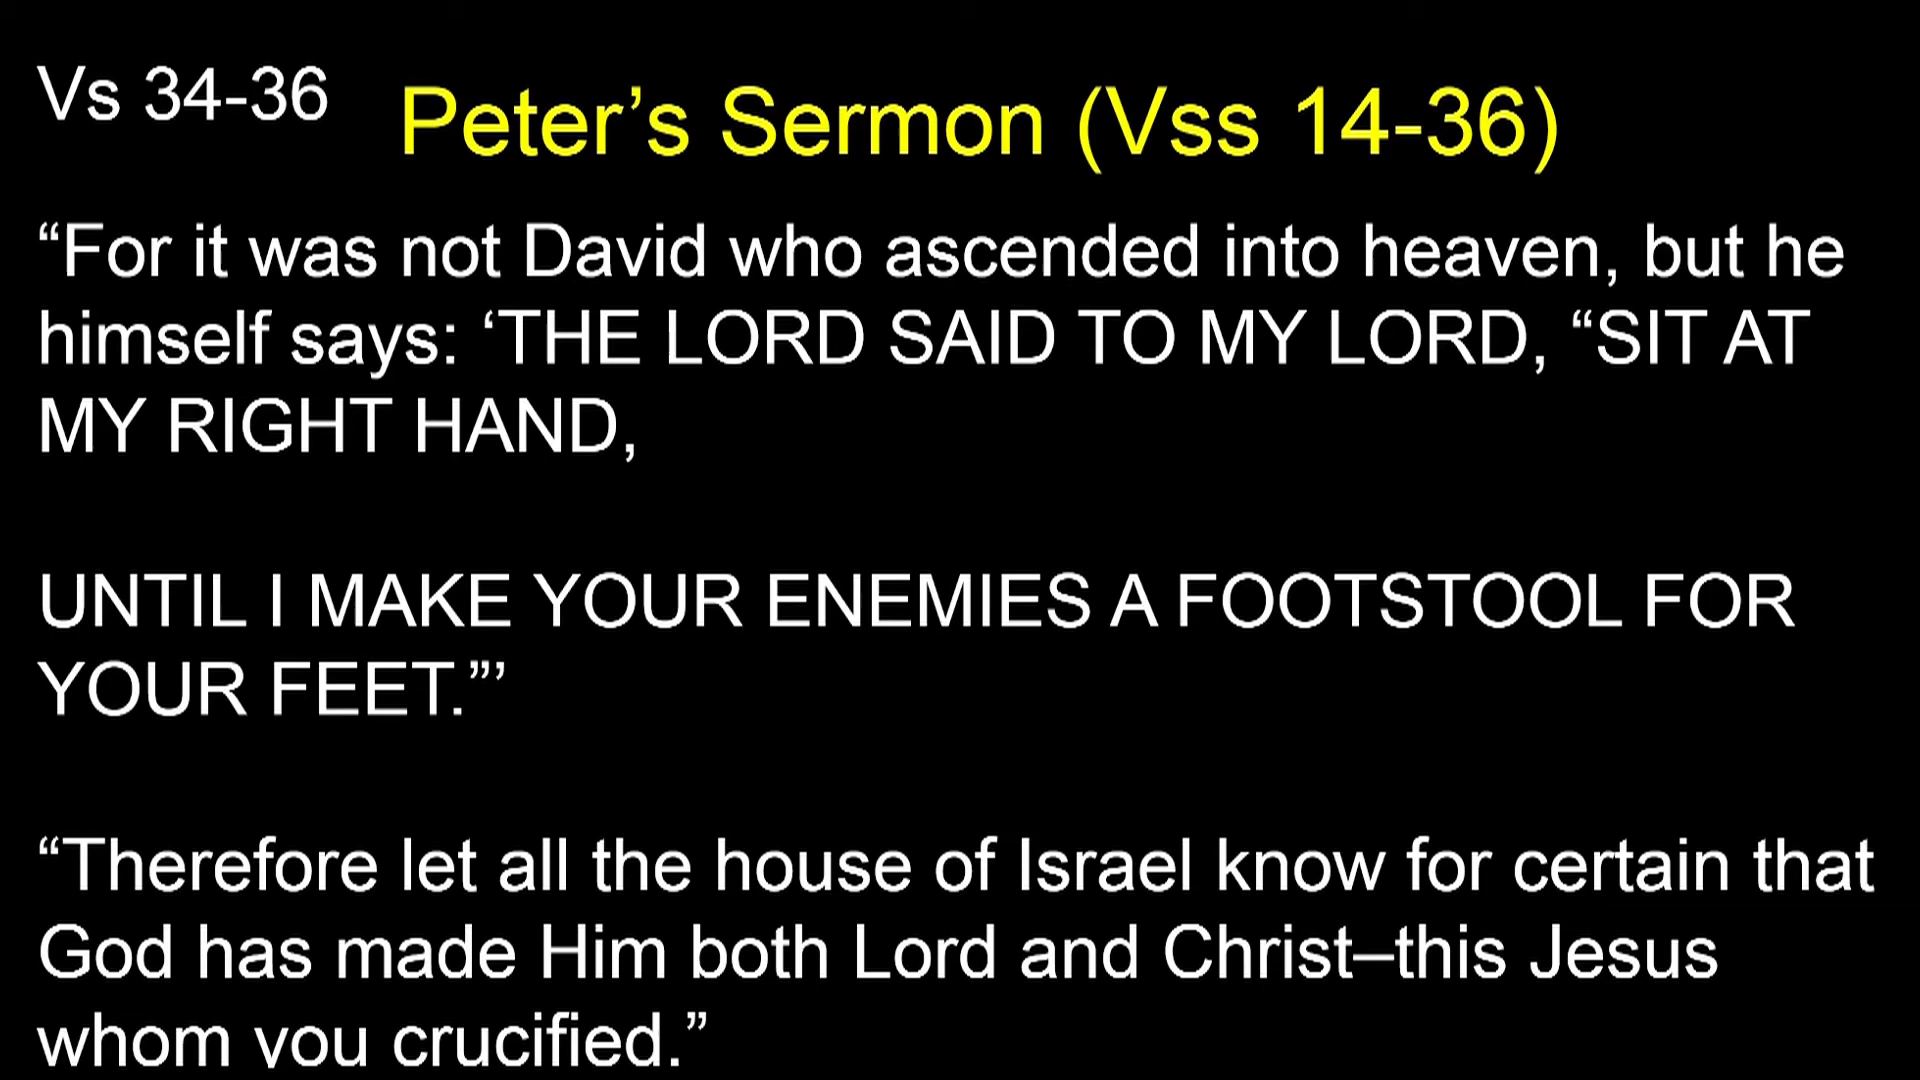 Vs 34-36
Peter’s Sermon (Vss 14-36)
“For it was not David who ascended into heaven, but he
himself says: ‘THE LORD SAID TO MY LORD, “SIT AT
MY RIGHT HAND,
UNTIL I MAKE YOUR ENEMIES A FOOTSTOOL FOR
YOUR FEET.”’
“Therefore let all the house of Israel know for certain that
God has made Him both Lord and Christ–this Jesus
whom you crucified.”